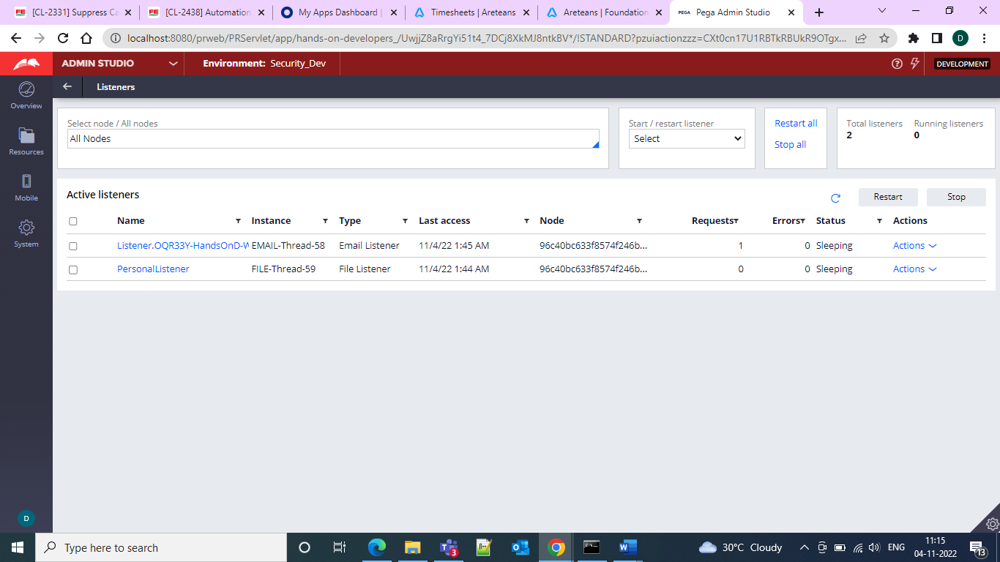 [CL-2331] Suppress Ca
[CL-2438] Automation
My Apps Dashboard |
Timesheets | Areteans
Areteans | Foundation
PEGA Pega Admin Studio
localhost:8080/prweb/PRServlet/app/hands-on-developers_/UwjjZ8aRrgYi51t4_7DCj8XkMJ8ntkBV*/!STANDARD?pzuiactionzzz=CXt0cn17U1RBTkRBUkR9OTgx...
D
ADMIN STUDIO
Environment: Security_Dev
DEVELOPMENT
Listeners
Overview
Resources
Mobile
System
D
Select node / All nodes
All Nodes
Start / restart listener
Select
Restart all
Stop all
Total listeners
2
Running listeners
0
Active listeners
Restart
Stop
Name Instance Type Last access Node Requests Errors Status Actions
Listener.OQR33Y-HandsOnD-W EMAIL-Thread-58 Email Listener 11/4/22 1:45 AM 96c40bc633f8574f246b... 1 0 Sleeping Actions
PersonalListener FILE-Thread-59 File Listener 11/4/22 1:44 AM 96c40bc633f8574f246b... 0 0 Sleeping Actions
Type here to search
3
30°C Cloudy
ENG
11:15
04-11-2022
13